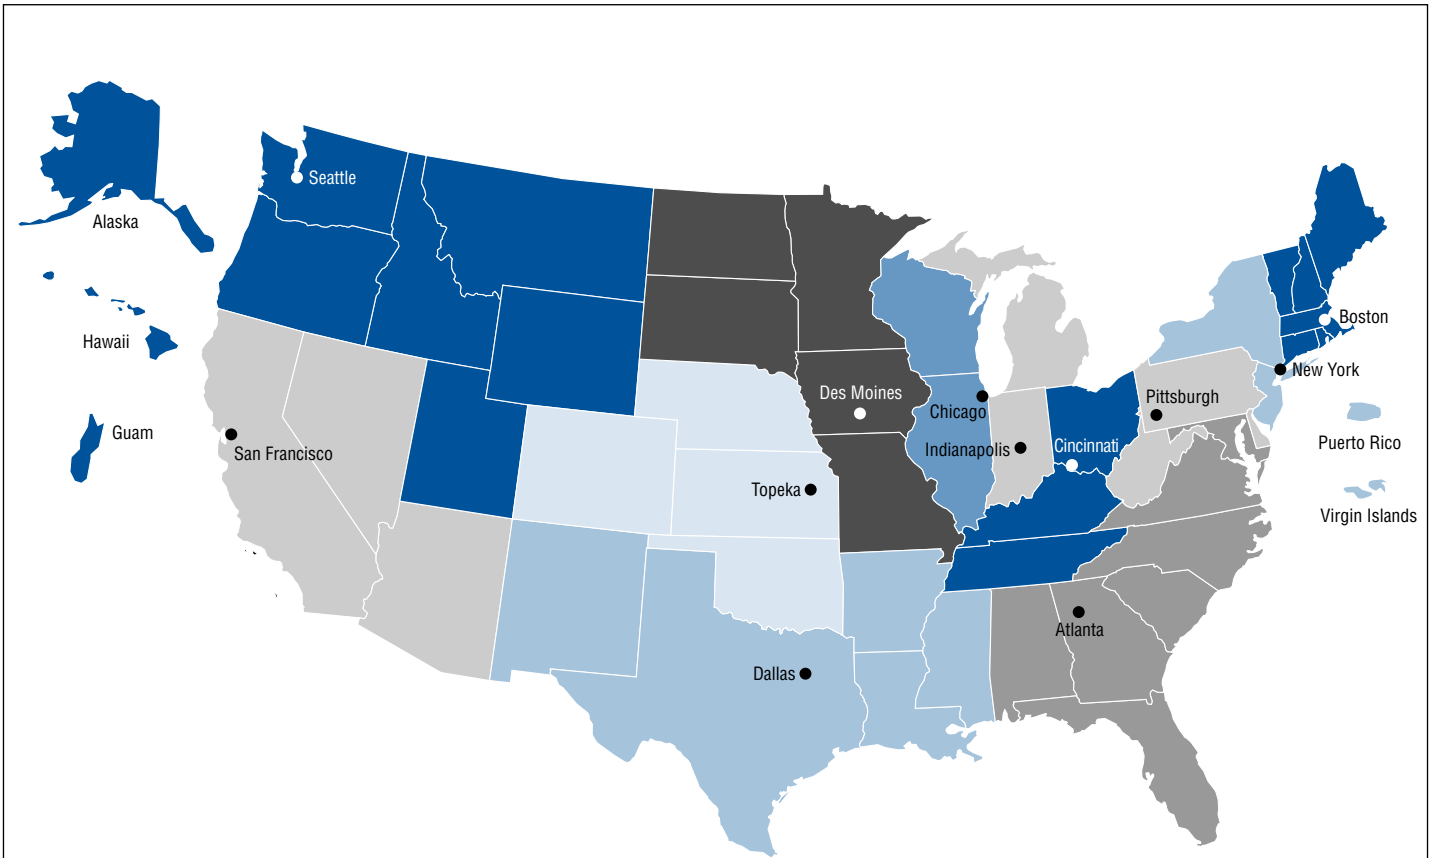 Seattle
Alaska
Boston
Hawaii
New York
Des Moines
Pittsburgh
Chicago
Guam
Puerto Rico
San Francisco
Indianapolis
Cincinnati
Topeka
Virgin Islands
Atlanta
Dallas